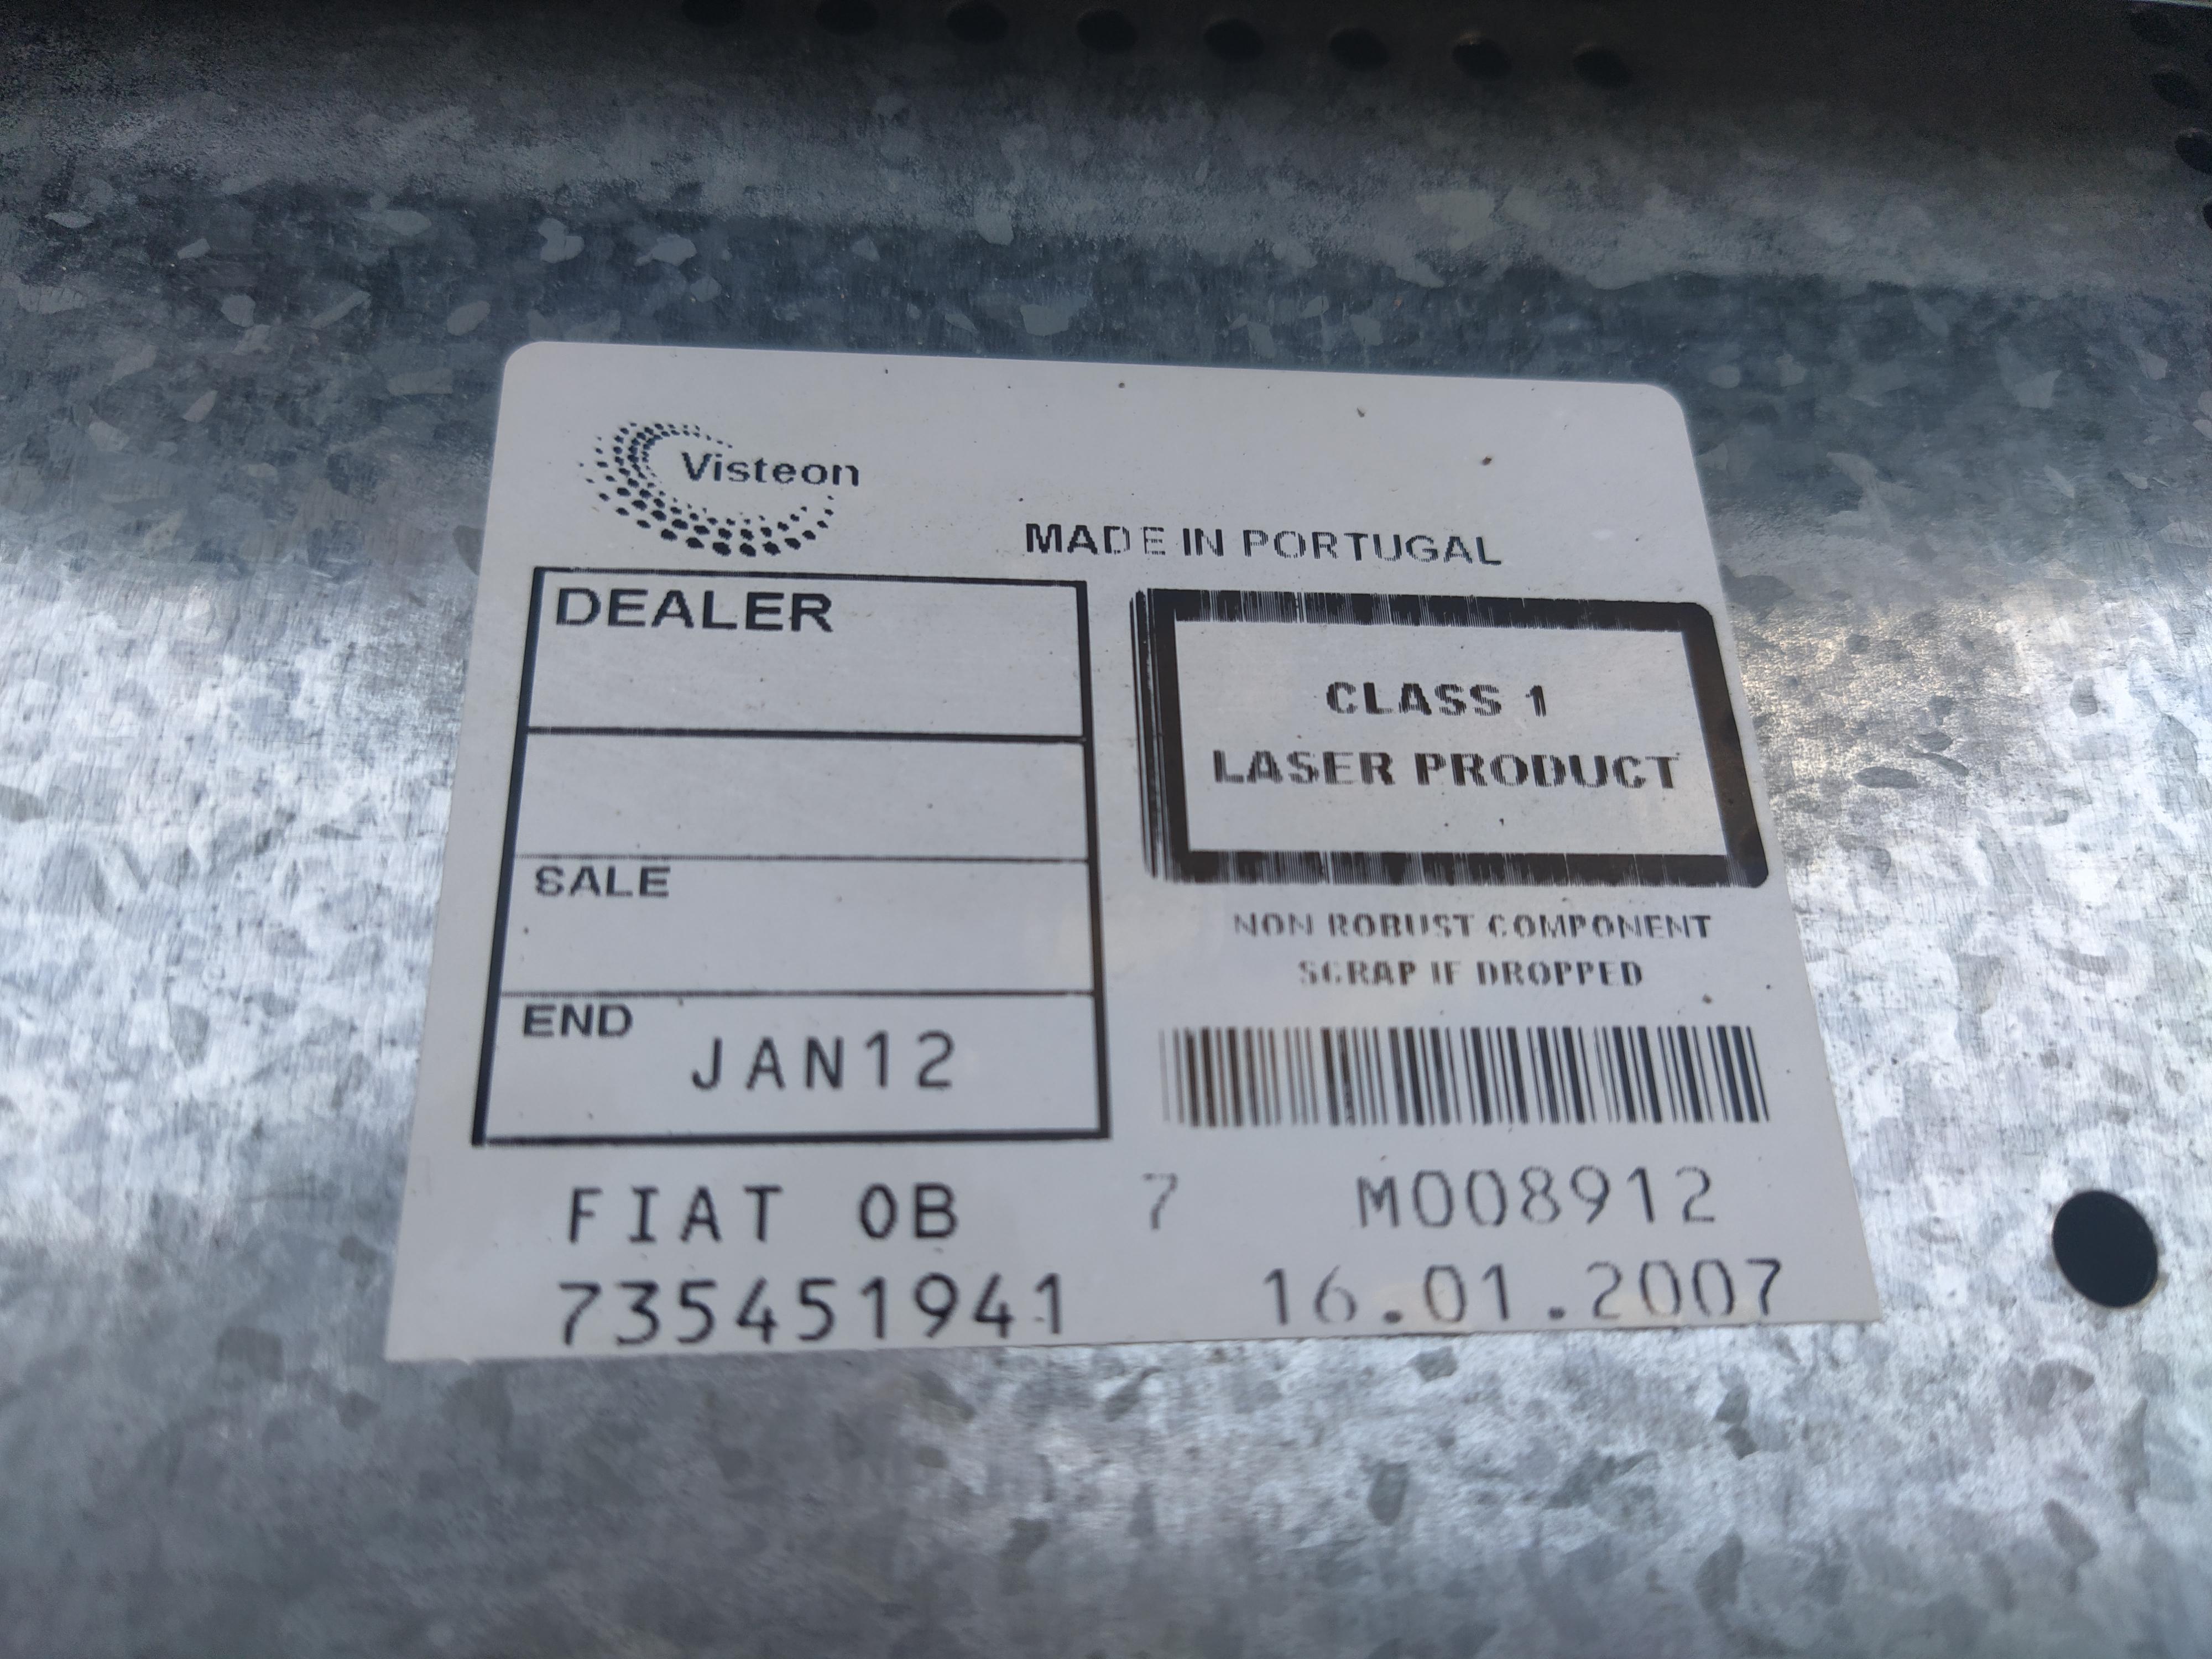 Visteon
MADE IN PORTUGAL
DEALER
CLASS 1
LASER PRODUCT
SALE
NON ROBUST COMPONENT
SCRAP IF DROPPED
END JAN12
FIAT 0B 7 M008912
735451941 16.01.2007